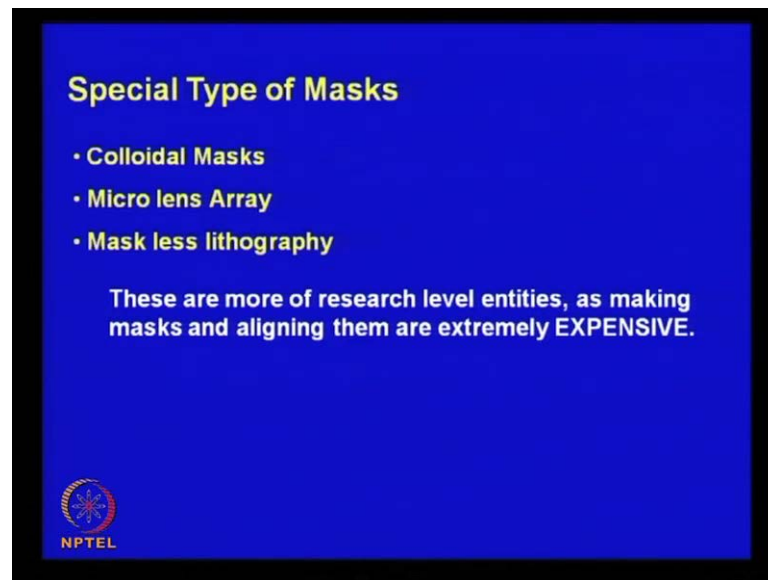 Special Type of Masks
• Colloidal Masks
• Micro lens Array
• Mask less lithography
These are more of research level entities, as making
masks and aligning them are extremely EXPENSIVE.
NPTEL